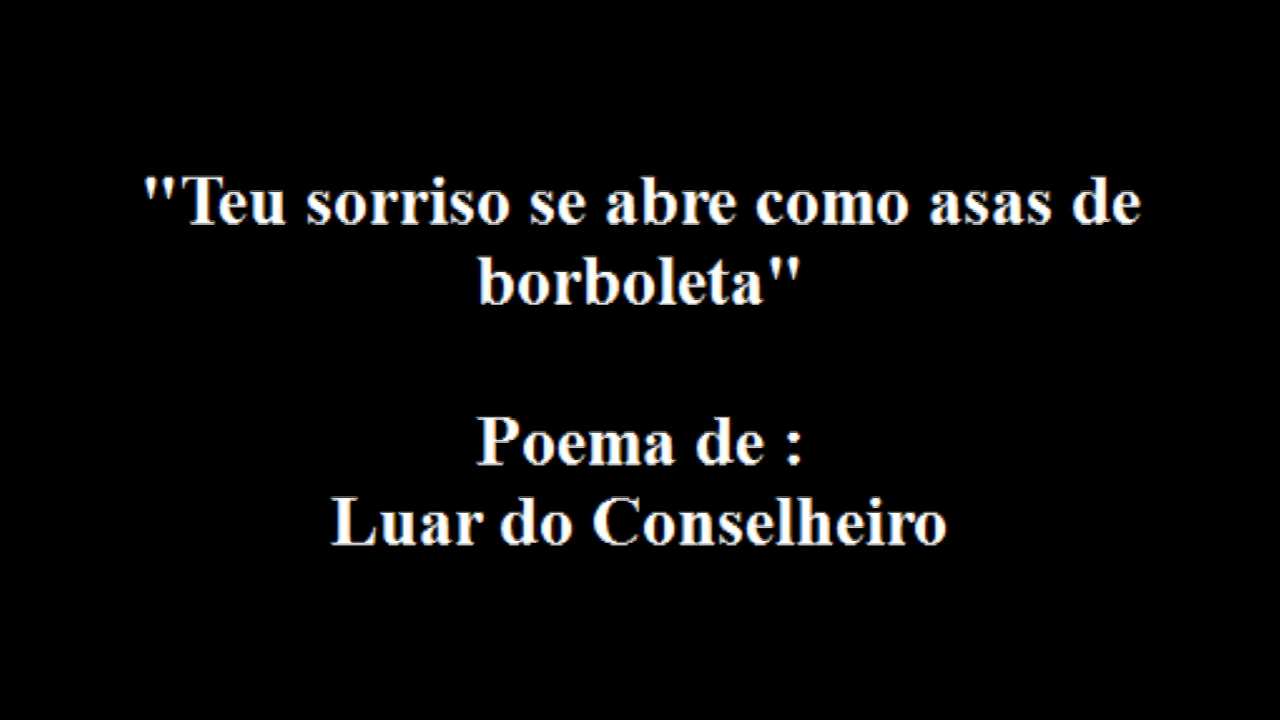 "Teu sorriso se abre como asas de
borboleta"
Poema de :
Luar do Conselheiro